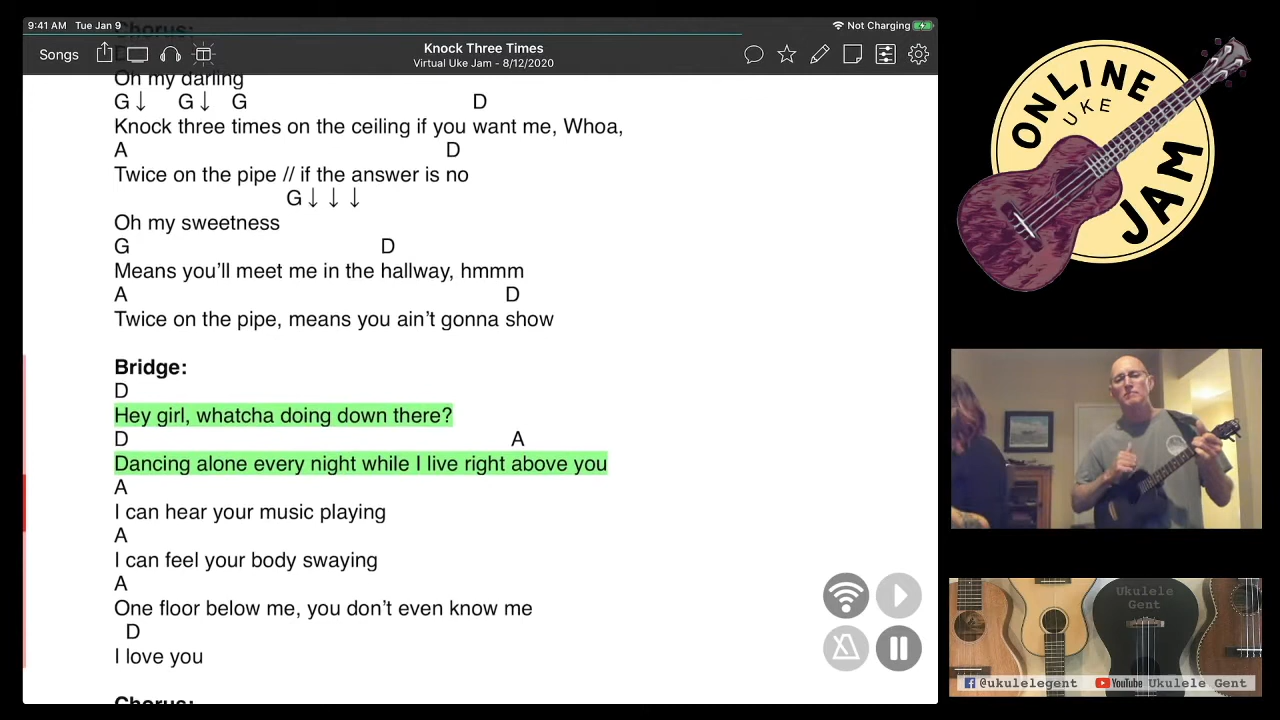 9:41 AM Tue Jan 9
Not Charging
Chorus:
Songs
Knock Three Times
Virtual Uke Jam - 8/12/2020
D
Oh my darling
G↓ G↓ G D
Knock three times on the ceiling if you want me, Whoa,
A D
Twice on the pipe // if the answer is no
G↓ ↓ ↓
Oh my sweetness
G D
Means you'll meet me in the hallway, hmmm
A D
Twice on the pipe, means you ain't gonna show
Bridge:
D
Hey girl, whatcha doing down there?
D A
Dancing alone every night while I live right above you
A
I can hear your music playing
A
I can feel your body swaying
A
One floor below me, you don't even know me
D
I love you
Chorus:
ONLINE
UKE
JAM
Ukulele
Gent
@ukulelegent YouTube Ukulele Gent